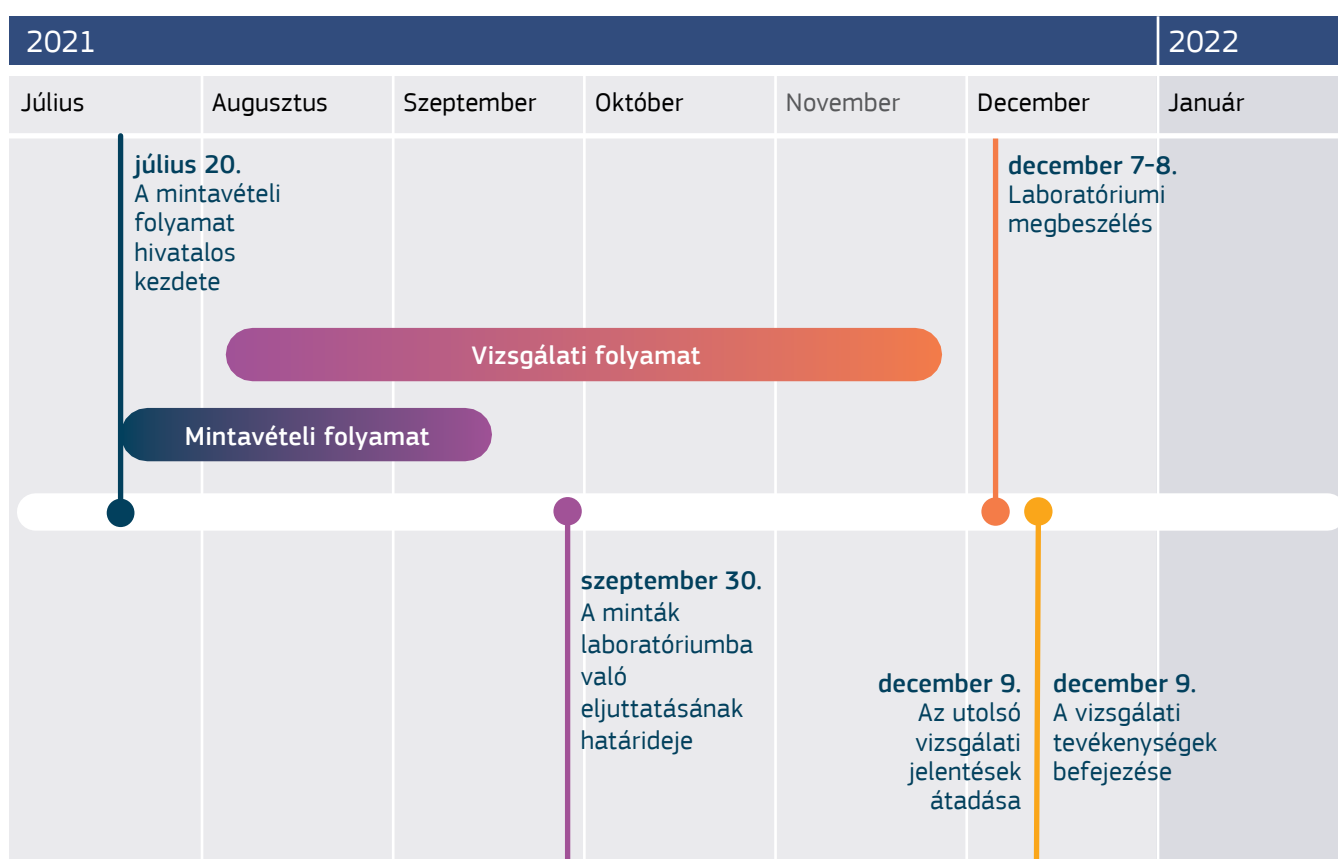 2021
2022
Július
Augusztus
Szeptember
Október
November
December
Január
július 20.
A mintavételi
folyamat
hivatalos
kezdete
december 7-8.
Laboratóriumi
megbeszélés
Vizsgálati folyamat
Mintavételi folyamat
szeptember 30.
A minták
laboratóriumba
való
eljuttatásának
határideje
december 9.
Az utolsó
vizsgálati
jelentések
átadása
december 9.
A vizsgálati
tevékenységek
befejezése